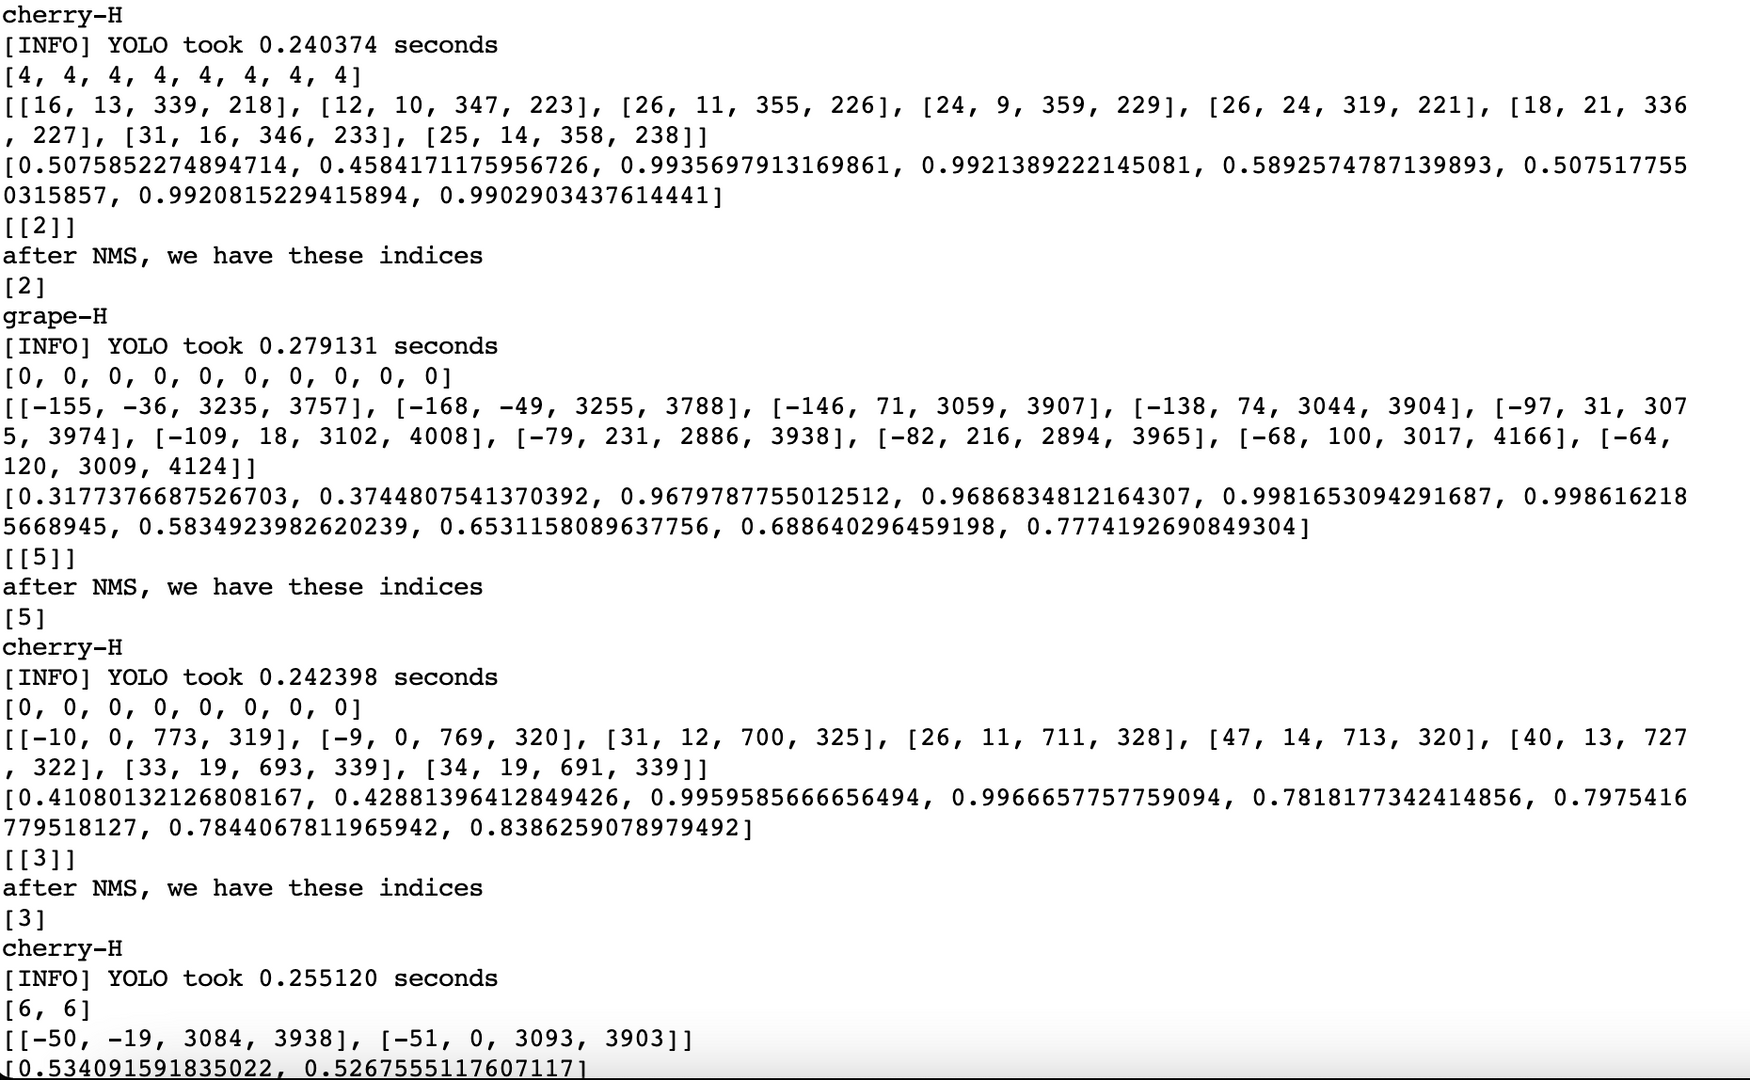 cherry-H
[INFO] YOLO took 0.240374 seconds
[4, 4, 4, 4, 4, 4, 4, 4]
[[16, 13, 339, 218], [12, 10, 347, 223], [26, 11, 355, 226], [24, 9, 359, 229], [26, 24, 319, 221], [18, 21, 336
, 227], [31, 16, 346, 233], [25, 14, 358, 238]]
[0.5075852274894714, 0.4584171175956726, 0.9935697913169861, 0.9921389222145081, 0.5892574787139893, 0.507517755
0315857, 0.9920815229415894, 0.9902903437614441]
[[2]]
after NMS, we have these indices
[2]
grape-H
[INFO] YOLO took 0.279131 seconds
[0, 0, 0, 0, 0, 0, 0, 0, 0, 0]
[[-155, -36, 3235, 3757], [-168, -49, 3255, 3788], [-146, 71, 3059, 3907], [-138, 74, 3044, 3904], [-97, 31, 307
5, 3974], [-109, 18, 3102, 4008], [-79, 231, 2886, 3938], [-82, 216, 2894, 3965], [-68, 100, 3017, 4166], [-64,
120, 3009, 4124]]
[0.3177376687526703, 0.3744807541370392, 0.9679787755012512, 0.9686834812164307, 0.9981653094291687, 0.998616218
5668945, 0.5834923982620239, 0.6531158089637756, 0.688640296459198, 0.7774192690849304]
[[5]]
after NMS, we have these indices
[5]
cherry-H
[INFO] YOLO took 0.242398 seconds
[0, 0, 0, 0, 0, 0, 0, 0]
[[-10, 0, 773, 319], [-9, 0, 769, 320], [31, 12, 700, 325], [26, 11, 711, 328], [47, 14, 713, 320], [40, 13, 727
, 322], [33, 19, 693, 339], [34, 19, 691, 339]]
[0.41080132126808167, 0.42881396412849426, 0.9959585666656494, 0.9966657757759094, 0.7818177342414856, 0.7975416
779518127, 0.7844067811965942, 0.8386259078979492]
[[3]]
after NMS, we have these indices
[3]
cherry-H
[INFO] YOLO took 0.255120 seconds
[6, 6]
[[-50, -19, 3084, 3938], [-51, 0, 3093, 3903]]
[0.534091591835022, 0.5267555117607117]